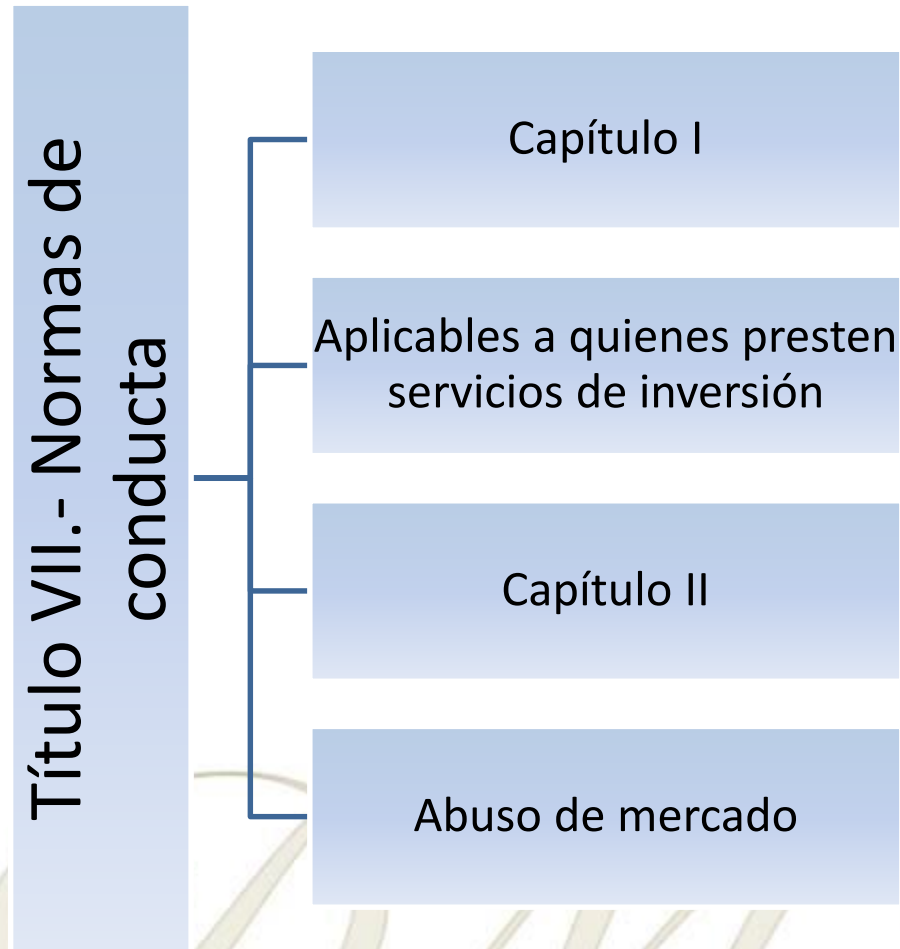 Título VII.- Normas de
conducta
Capítulo I
Aplicables a quienes presten
servicios de inversión
Capítulo II
Abuso de mercado